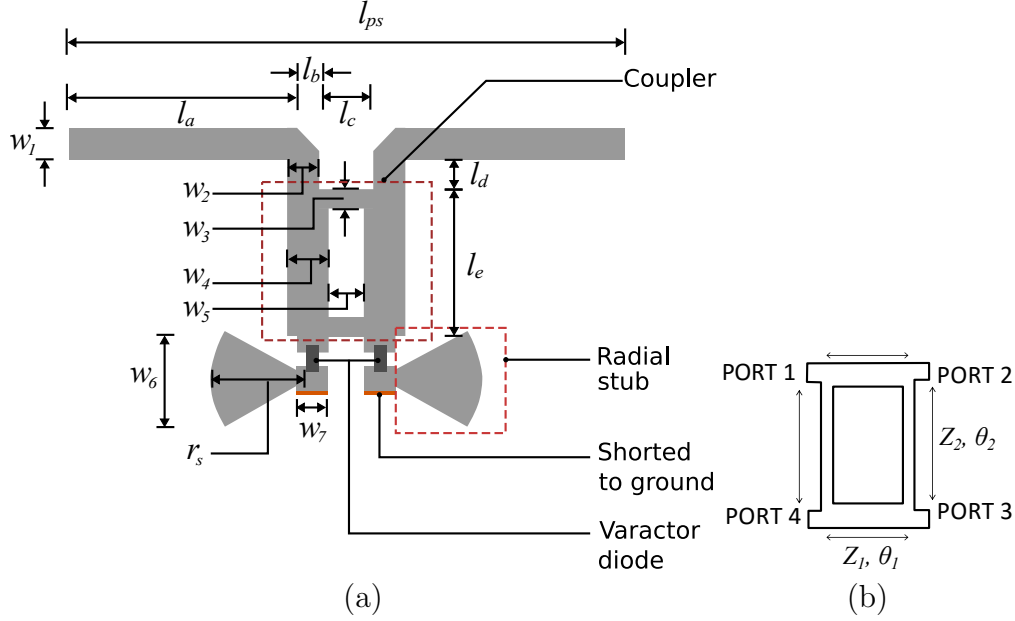 l_ps
l_b
Coupler
l_a
l_c
w_1
l_d
w_2
w_3
l_e
w_4
w_5
w_6
Radial
stub
PORT 1
PORT 2
w_7
Z_2, θ_2
r_s
Shorted
to ground
PORT 4
PORT 3
Varactor
diode
Z_1, θ_1
(a)
(b)